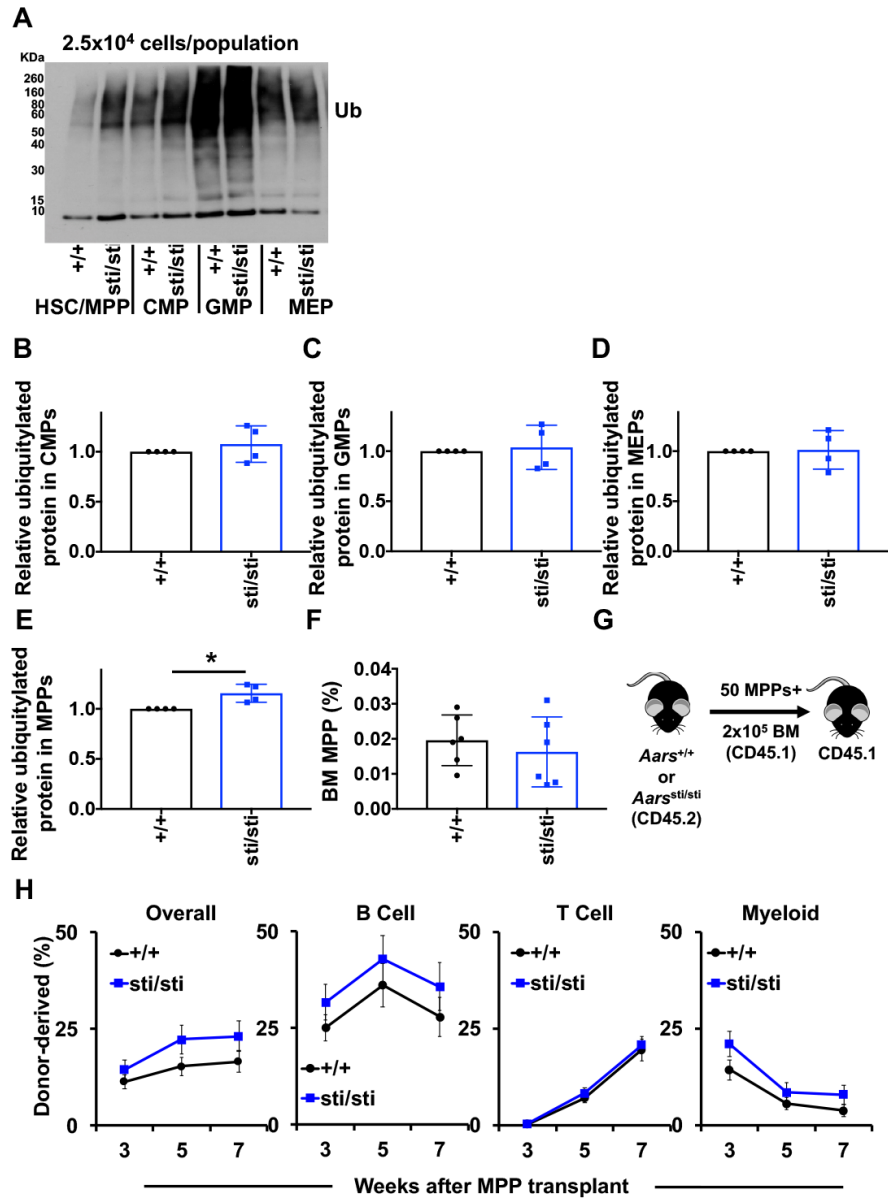 A
2.5x10⁴ cells/population
KDa
260
160
80
60
50
40
30
15
10
Ub
+/+
sti/sti
+/+
sti/sti
+/+
sti/sti
+/+
sti/sti
HSC/MPP
CMP
GMP
MEP
B
Relative ubiquitylated
protein in CMPs
1.0
0.5
0.0
+/+
sti/sti
C
Relative ubiquitylated
protein in GMPs
1.0
0.5
0.0
+/+
sti/sti
D
Relative ubiquitylated
protein in MEPs
1.0
0.5
0.0
+/+
sti/sti
E
Relative ubiquitylated
protein in MPPs
1.0
0.5
0.0
*
+/+
sti/sti
F
BM MPP (%)
0.04
0.03
0.02
0.01
0.00
+/+
sti/sti
G
Aars+/+
or
Aarssti/sti
(CD45.2)
50 MPPs+
2x10⁵ BM
(CD45.1)
CD45.1
H
Donor-derived (%)
Overall
50
25
0
+/+
sti/sti
3 5 7
B Cell
50
25
0
+/+
sti/sti
3 5 7
T Cell
50
25
0
+/+
sti/sti
3 5 7
Myeloid
50
25
0
+/+
sti/sti
3 5 7
Weeks after MPP transplant